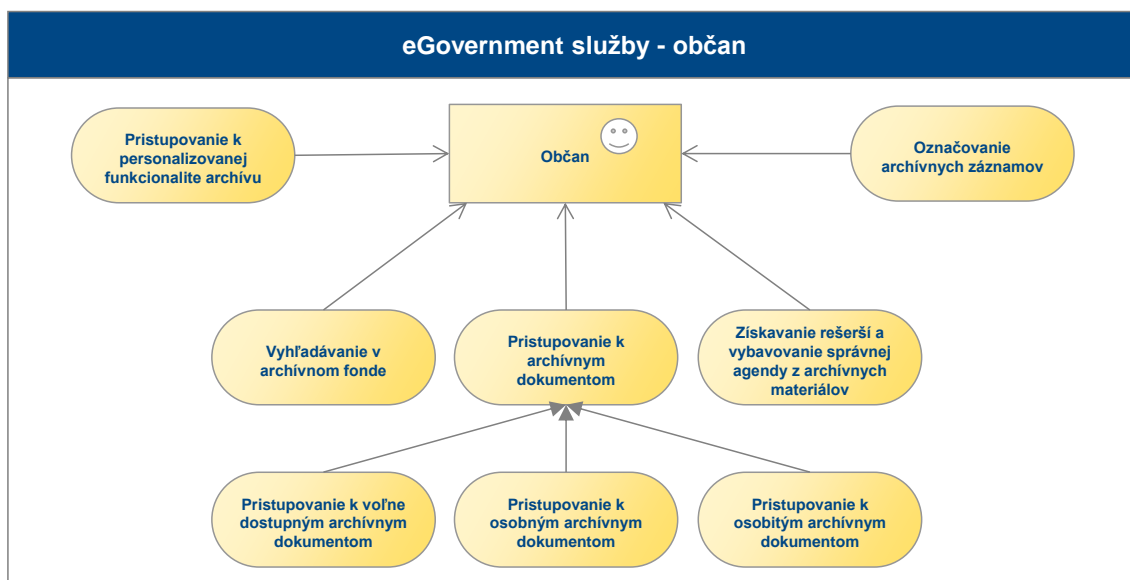 eGovernment služby - občan
Pristupovanie k
personalizovanej
funkcionalite archívu
Občan
Označovanie
archívnych záznamov
Vyhľadávanie v
archívnom fonde
Pristupovanie k
archívnym
dokumentom
Získavanie rešerší a
vybavovanie správnej
agendy z archívnych
materiálov
Pristupovanie k voľne
dostupným archívnym
dokumentom
Pristupovanie k
osobným archívnym
dokumentom
Pristupovanie k
osobitým archívnym
dokumentom